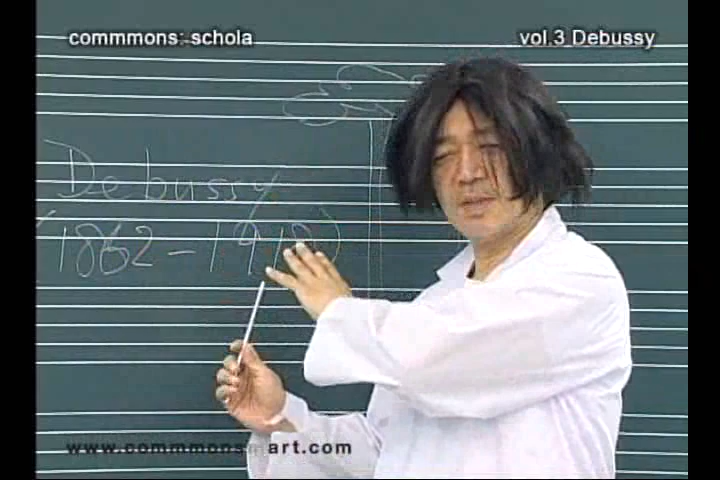 commmons: schola
vol.3 Debussy
Debussy
(1862-1918)
www.commmonsmart.com